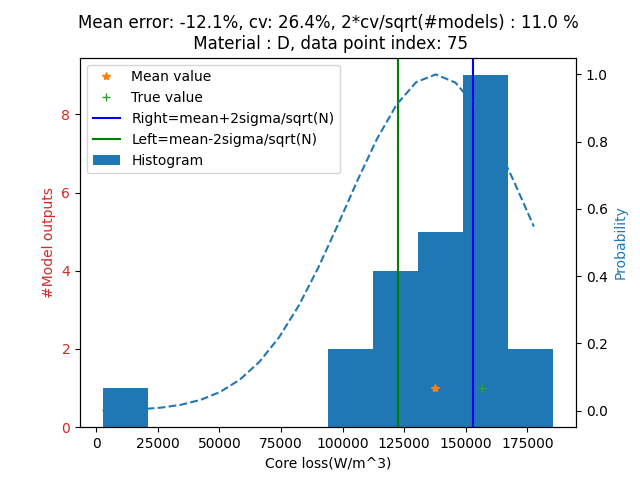 Mean error: -12.1%, cv: 26.4%, 2*cv/sqrt(#models) : 11.0 %
Material : D, data point index: 75
Mean value
True value
Right=mean+2sigma/sqrt(N)
Left=mean-2sigma/sqrt(N)
Histogram
#Model outputs
8
6
4
2
0
Probability
1.0
0.8
0.6
0.4
0.2
0.0
0 25000 50000 75000 100000 125000 150000 175000
Core loss(W/m^3)